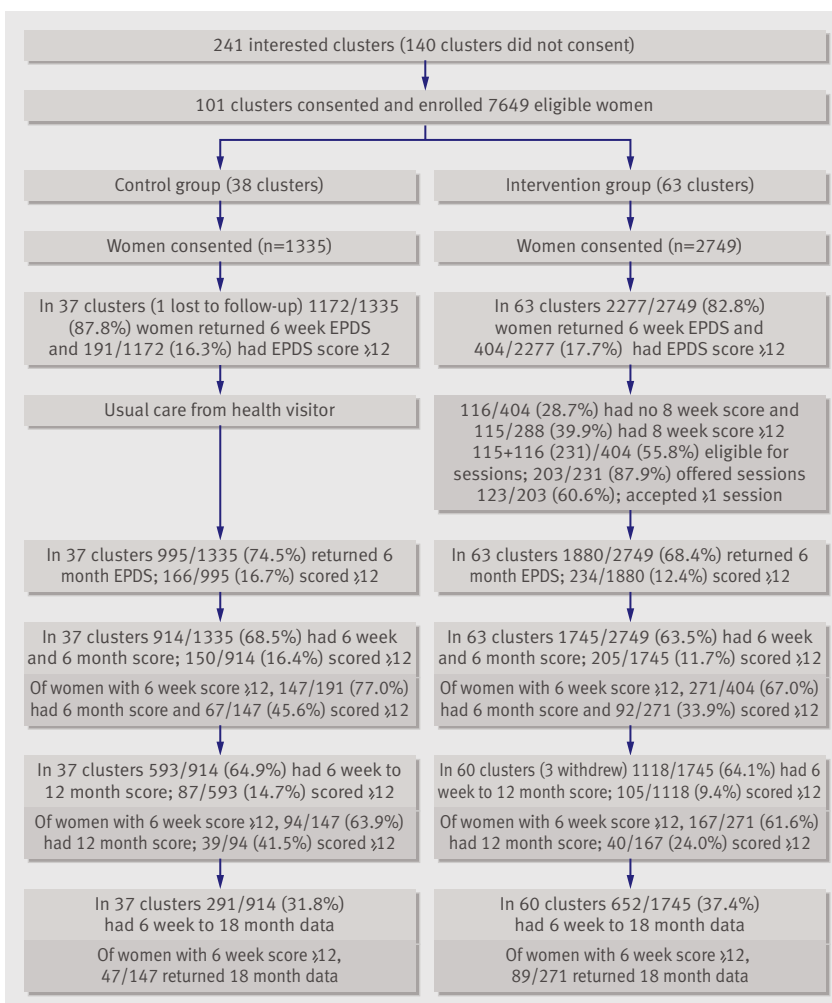 241 interested clusters (140 clusters did not consent)
101 clusters consented and enrolled 7649 eligible women
Control group (38 clusters)
Intervention group (63 clusters)
Women consented (n=1335)
Women consented (n=2749)
In 37 clusters (1 lost to follow-up) 1172/1335
(87.8%) women returned 6 week EPDS
and 191/1172 (16.3%) had EPDS score ≥12
In 63 clusters 2277/2749 (82.8%)
women returned 6 week EPDS and
404/2277 (17.7%) had EPDS score ≥12
Usual care from health visitor
116/404 (28.7%) had no 8 week score and
115/288 (39.9%) had 8 week score ≥12
115+116 (231)/404 (55.8%) eligible for
sessions; 203/231 (87.9%) offered sessions
123/203 (60.6%); accepted ≥1 session
In 37 clusters 995/1335 (74.5%) returned 6
month EPDS; 166/995 (16.7%) scored ≥12
In 63 clusters 1880/2749 (68.4%) returned 6
month EPDS; 234/1880 (12.4%) scored ≥12
In 37 clusters 914/1335 (68.5%) had 6 week
and 6 month score; 150/914 (16.4%) scored ≥12
Of women with 6 week score ≥12, 147/191 (77.0%)
had 6 month score and 67/147 (45.6%) scored ≥12
In 63 clusters 1745/2749 (63.5%) had 6 week
and 6 month score; 205/1745 (11.7%) scored ≥12
Of women with 6 week score ≥12, 271/404 (67.0%)
had 6 month score and 92/271 (33.9%) scored ≥12
In 37 clusters 593/914 (64.9%) had 6 week to
12 month score; 87/593 (14.7%) scored ≥12
Of women with 6 week score ≥12, 94/147 (63.9%)
had 12 month score; 39/94 (41.5%) scored ≥12
In 60 clusters (3 withdrew) 1118/1745 (64.1%) had 6
week to 12 month score; 105/1118 (9.4%) scored ≥12
Of women with 6 week score ≥12, 167/271 (61.6%)
had 12 month score; 40/167 (24.0%) scored ≥12
In 37 clusters 291/914 (31.8%)
had 6 week to 18 month data
Of women with 6 week score ≥12,
47/147 returned 18 month data
In 60 clusters 652/1745 (37.4%)
had 6 week to 18 month data
Of women with 6 week score ≥12,
89/271 returned 18 month data